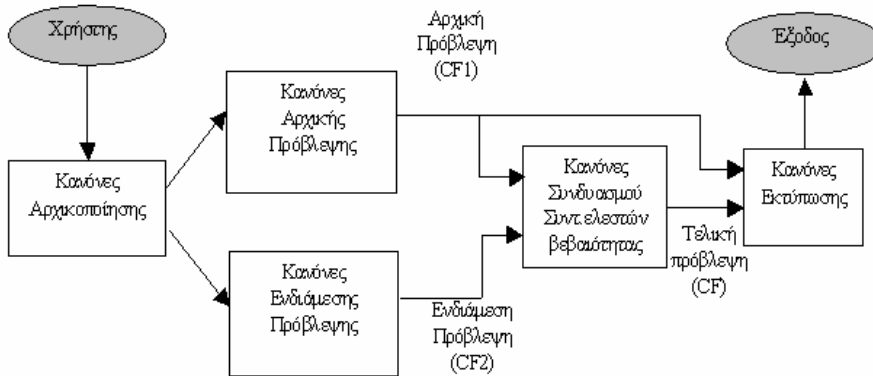 Χρήστης
Αρχική
Πρόβλεψη
(CF1)
Έξοδος
Κανόνες
Αρχικής
Πρόβλεψης
Κανόνες
Αρχικοποίησης
Κανόνες
Συνδυασμού
Συντ.ελεστών
βεβαιότητας
Κανόνες
Εκτύπωσης
Κανόνες
Ενδιάμεσης
Πρόβλεψης
Ενδιάμεση
Πρόβλεψη
(CF2)
Τελική
πρόβλεψη
(CF)